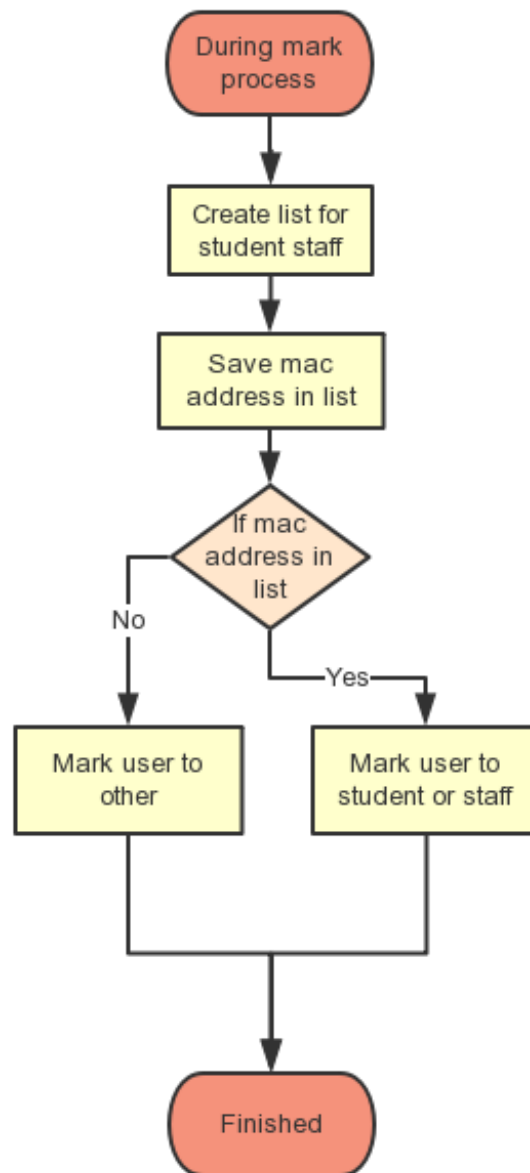 During mark
process
Create list for
student staff
Save mac
address in list
If mac
address in
list
No
Yes
Mark user to
other
Mark user to
student or staff
Finished